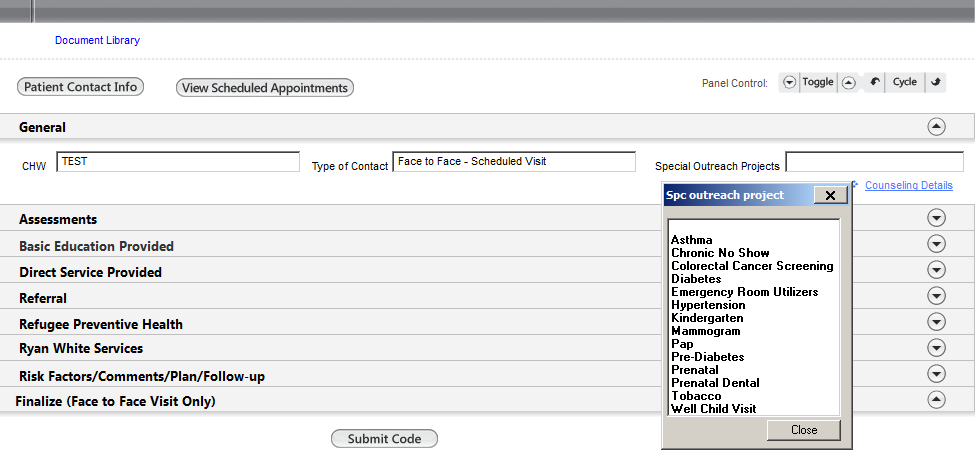 Document Library
Patient Contact Info
View Scheduled Appointments
Panel Control:
Toggle
Cycle
General
CHW
TEST
Type of Contact
Face to Face - Scheduled Visit
Special Outreach Projects
Counseling Details
Spc outreach project
Asthma
Chronic No Show
Colorectal Cancer Screening
Diabetes
Emergency Room Utilizers
Hypertension
Kindergarten
Mammogram
Pap
Pre-Diabetes
Prenatal
Prenatal Dental
Tobacco
Well Child Visit
Close
Assessments
Basic Education Provided
Direct Service Provided
Referral
Refugee Preventive Health
Ryan White Services
Risk Factors/Comments/Plan/Follow-up
Finalize (Face to Face Visit Only)
Submit Code